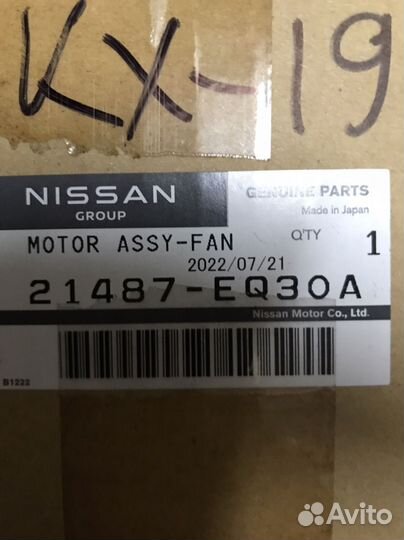 KX-19
NISSAN
GROUP
GENUINE PARTS
Made in Japan
MOTOR ASSY-FAN
Q'TY 1
2022/07/21
21487-EQ30A
Nissan Motor Co., Ltd.
B1222
Avito